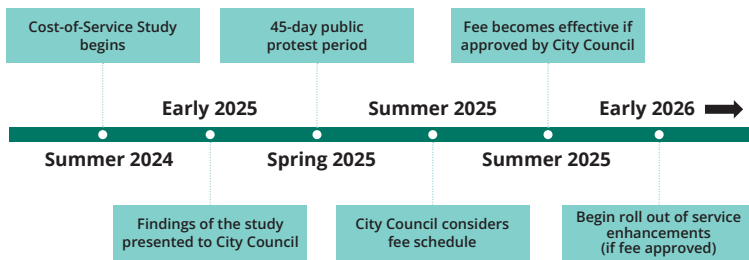 Cost-of-Service Study
begins
45-day public
protest period
Fee becomes effective if
approved by City Council
Early 2025
Summer 2025
Early 2026
Summer 2024
Spring 2025
Summer 2025
Findings of the study
presented to City Council
City Council considers
fee schedule
Begin roll out of service
enhancements
(if fee approved)